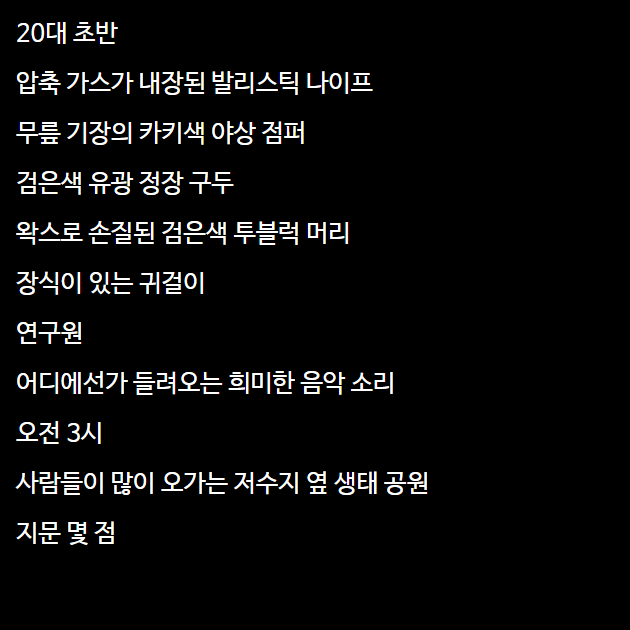 20대 초반
압축 가스가 내장된 발리스틱 나이프
무릎 기장의 카키색 야상 점퍼
검은색 유광 정장 구두
왁스로 손질된 검은색 투블럭 머리
장식이 있는 귀걸이
연구원
어디에선가 들려오는 희미한 음악 소리
오전 3시
사람들이 많이 오가는 저수지 옆 생태 공원
지문 몇 점